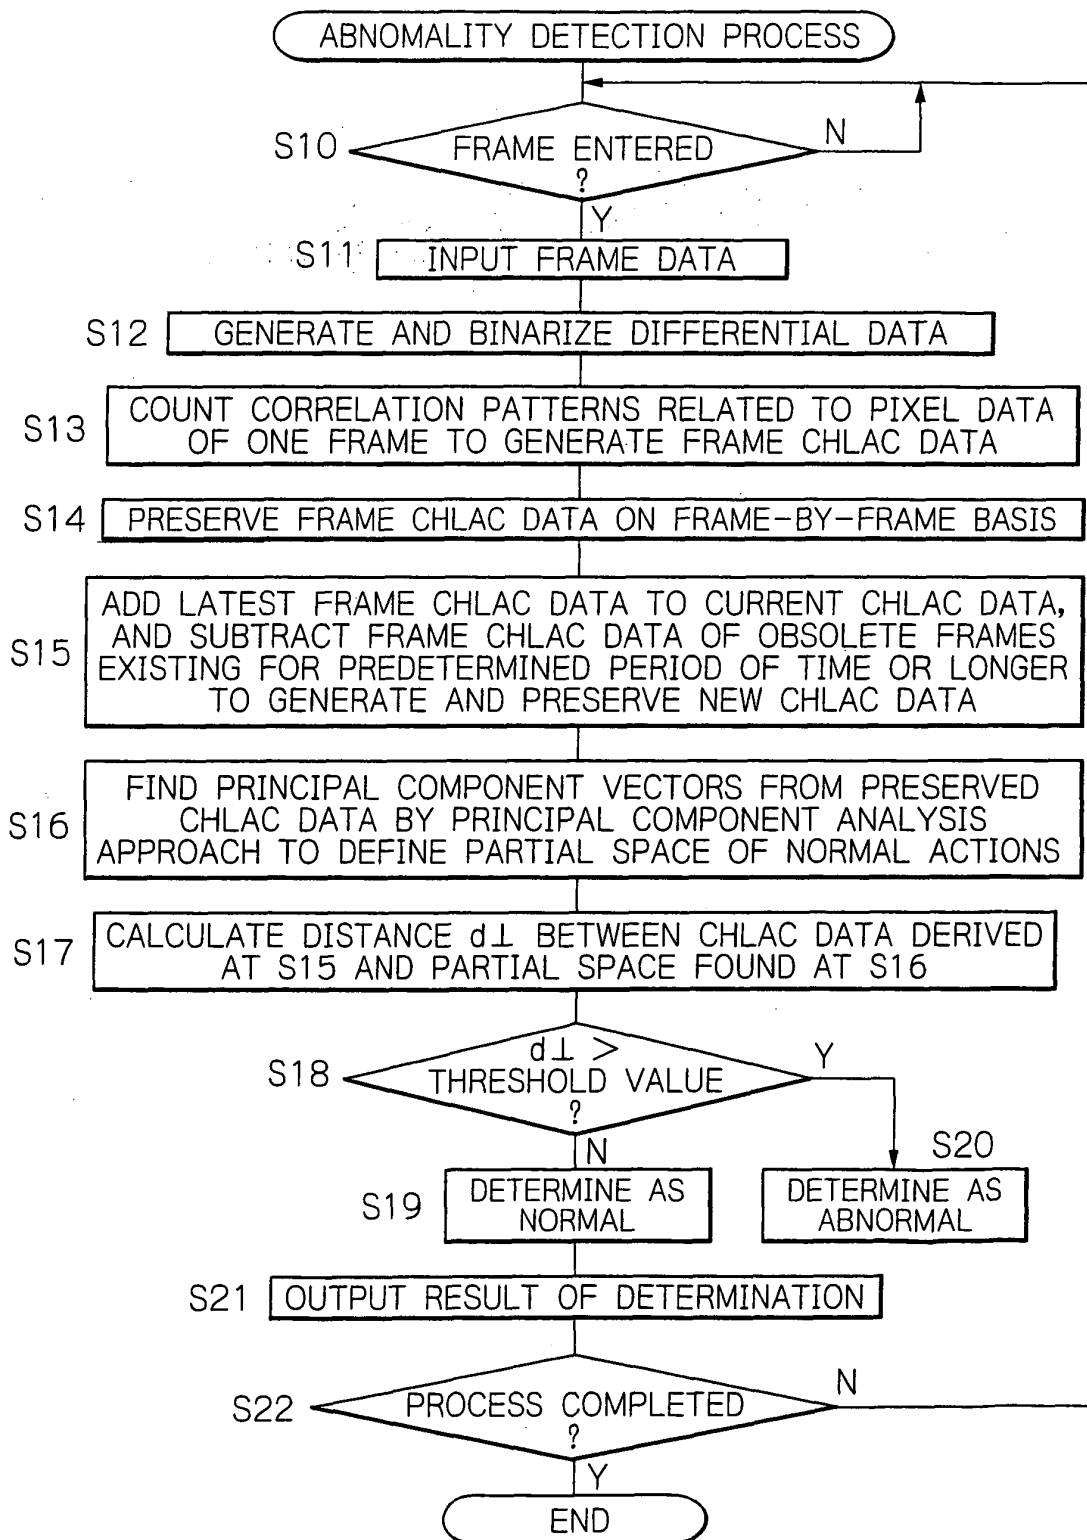 ABNOMALITY DETECTION PROCESS
S10
FRAME ENTERED
?
N
Y
S11
INPUT FRAME DATA
S12
GENERATE AND BINARIZE DIFFERENTIAL DATA
S13
COUNT CORRELATION PATTERNS RELATED TO PIXEL DATA
OF ONE FRAME TO GENERATE FRAME CHLAC DATA
S14
PRESERVE FRAME CHLAC DATA ON FRAME-BY-FRAME BASIS
S15
ADD LATEST FRAME CHLAC DATA TO CURRENT CHLAC DATA,
AND SUBTRACT FRAME CHLAC DATA OF OBSOLETE FRAMES
EXISTING FOR PREDETERMINED PERIOD OF TIME OR LONGER
TO GENERATE AND PRESERVE NEW CHLAC DATA
S16
FIND PRINCIPAL COMPONENT VECTORS FROM PRESERVED
CHLAC DATA BY PRINCIPAL COMPONENT ANALYSIS
APPROACH TO DEFINE PARTIAL SPACE OF NORMAL ACTIONS
S17
CALCULATE DISTANCE d⊥ BETWEEN CHLAC DATA DERIVED
AT S15 AND PARTIAL SPACE FOUND AT S16
S18
d⊥ >
THRESHOLD VALUE
?
Y
N
S19
DETERMINE AS
NORMAL
S20
DETERMINE AS
ABNORMAL
S21
OUTPUT RESULT OF DETERMINATION
S22
PROCESS COMPLETED
?
N
Y
END